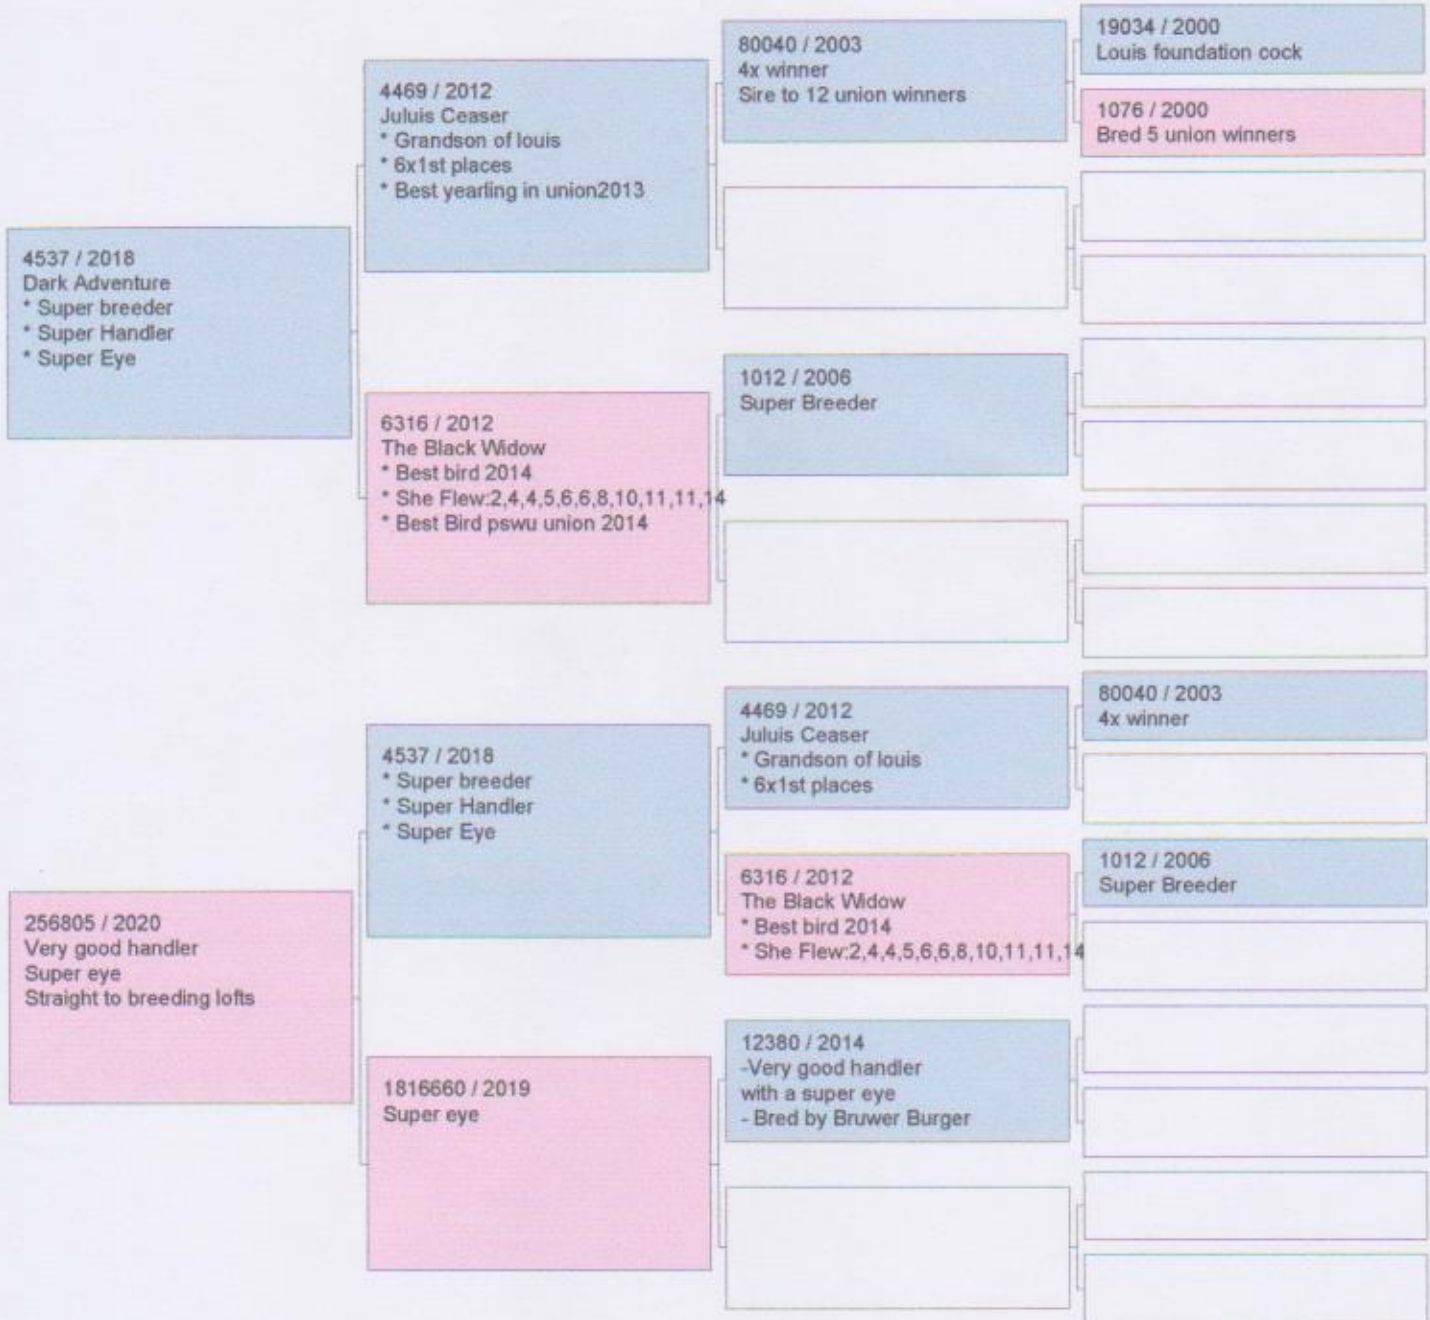 4537 / 2018
Dark Adventure
* Super breeder
* Super Handler
* Super Eye
4469 / 2012
Juluis Ceaser
* Grandson of louis
* 6x1st places
* Best yearling in union2013
6316 / 2012
The Black Widow
* Best bird 2014
* She Flew:2,4,4,5,6,6,8,10,11,11,14
* Best Bird pswu union 2014
80040 / 2003
4x winner
Sire to 12 union winners
1012 / 2006
Super Breeder
19034 / 2000
Louis foundation cock
1076 / 2000
Bred 5 union winners
256805 / 2020
Very good handler
Super eye
Straight to breeding lofts
4537 / 2018
* Super breeder
* Super Handler
* Super Eye
1816660 / 2019
Super eye
4469 / 2012
Juluis Ceaser
* Grandson of louis
* 6x1st places
6316 / 2012
The Black Widow
* Best bird 2014
* She Flew:2,4,4,5,6,6,8,10,11,11,14
12380 / 2014
-Very good handler
with a super eye
- Bred by Bruwer Burger
80040 / 2003
4x winner
1012 / 2006
Super Breeder